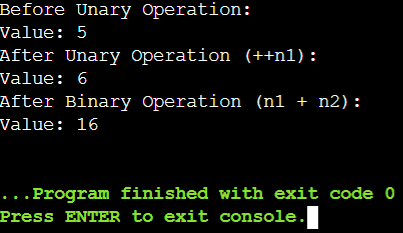 Before Unary Operation:
Value: 5
After Unary Operation (++n1):
Value: 6
After Binary Operation (n1 + n2):
Value: 16
...Program finished with exit code 0
Press ENTER to exit console.